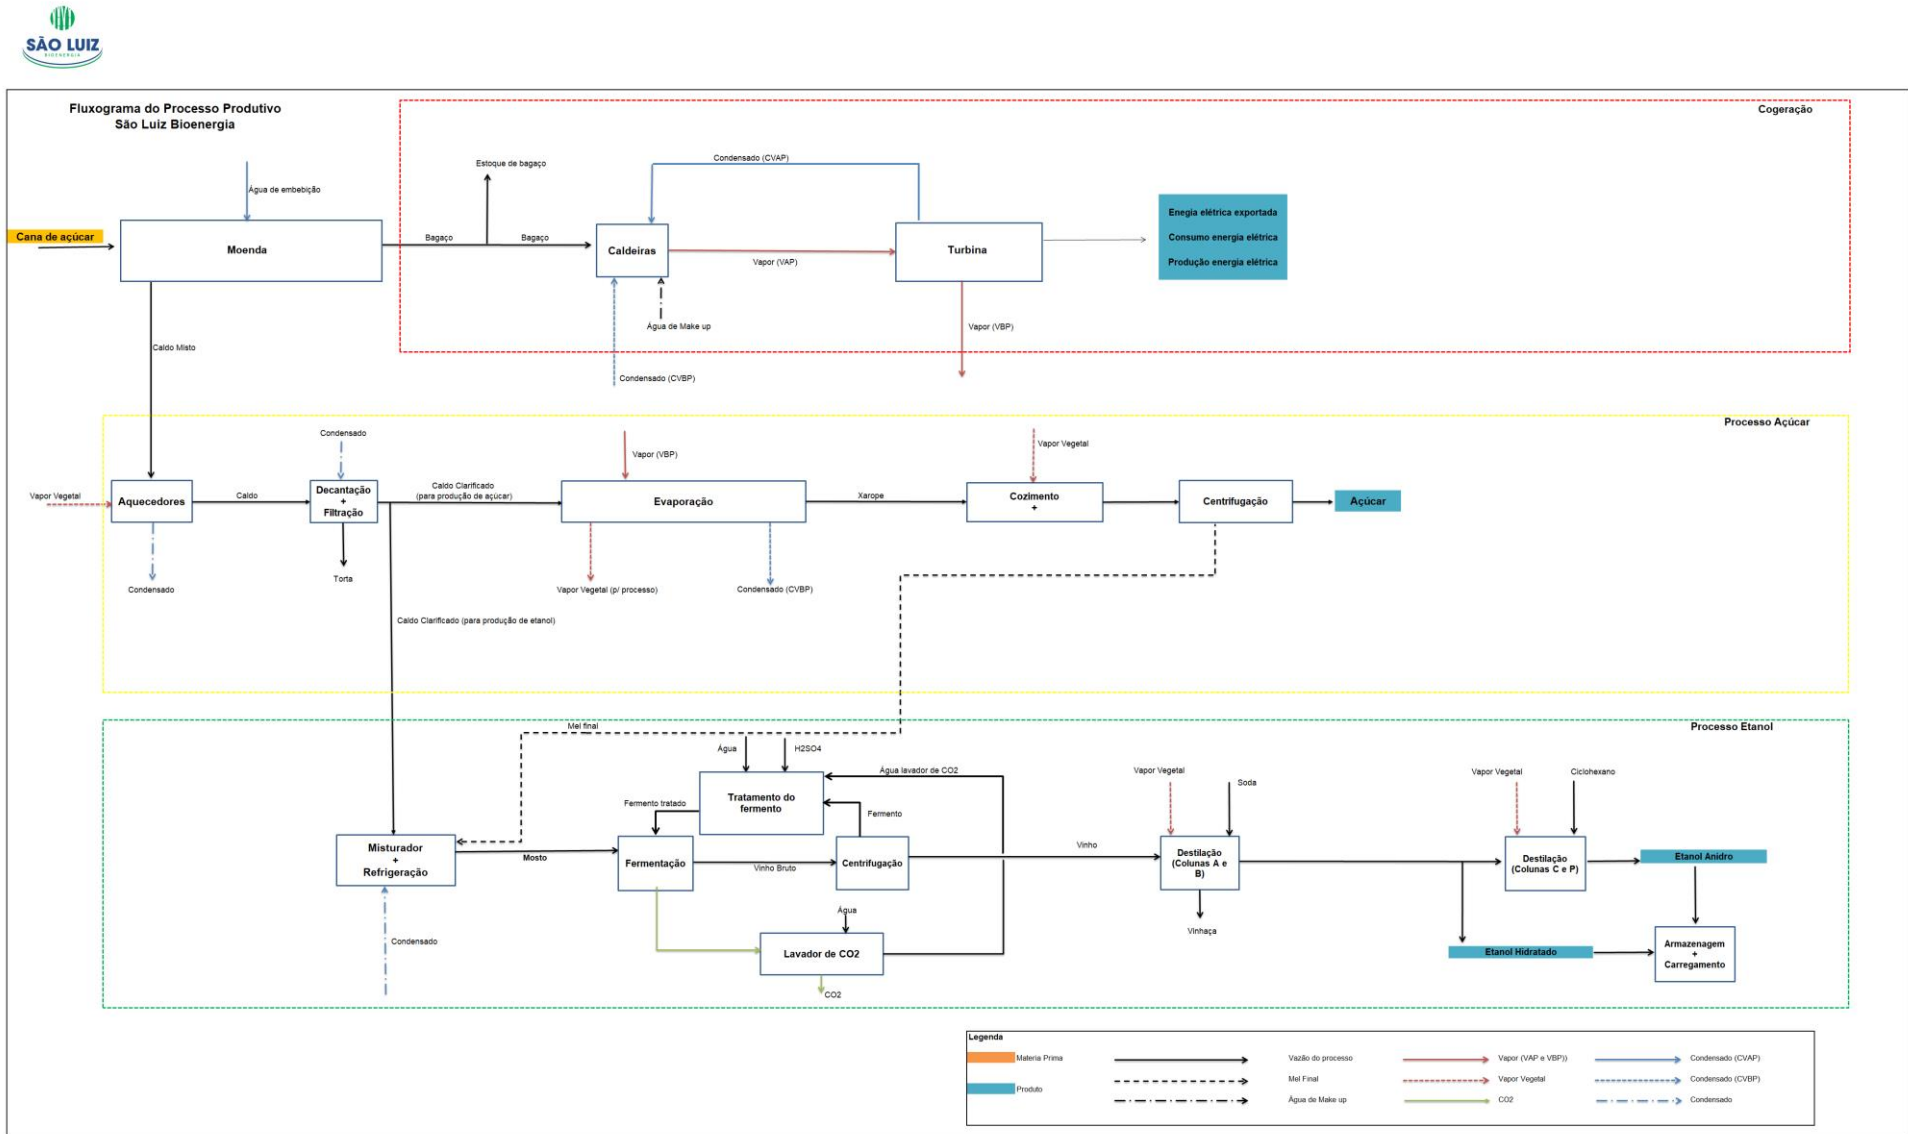 SÃO LUIZ
BIOENERGIA
Fluxograma do Processo Produtivo
São Luiz Bioenergia
Cogeração
Condensado (CVAP)
Estoque de bagaço
Água de embebição
Enegia elétrica exportada
Consumo energia elétrica
Produção energia elétrica
Cana de açúcar
Moenda
Bagaço
Bagaço
Caldeiras
Vapor (VAP)
Turbina
Água de Make up
Vapor (VBP)
Caldo Misto
Condensado (CVBP)
Processo Açúcar
Condensado
Vapor (VBP)
Vapor Vegetal
Vapor Vegetal
Aquecedores
Caldo
Decantação
+
Filtração
Caldo Clarificado
(para produção de açúcar)
Evaporação
Xarope
Cozimento
+
Centrifugação
Açúcar
Condensado
Torta
Vapor Vegetal (p/ processo)
Condensado (CVBP)
Caldo Clarificado (para produção de etanol)
Processo Etanol
Mel final
Água
H2SO4
Água lavador de CO2
Vapor Vegetal
Soda
Vapor Vegetal
Ciclohexano
Tratamento do
fermento
Fermento tratado
Fermento
Misturador
+
Refrigeração
Mosto
Fermentação
Vinho Bruto
Centrifugação
Vinho
Destilação
(Colunas A e
B)
Destilação
(Colunas C e P)
Etanol Anidro
Água
Vinhaça
Condensado
Lavador de CO2
CO2
Etanol Hidratado
Armazenagem
+
Carregamento
Legenda
Materia Prima
Vazão do processo
Vapor (VAP e VBP))
Condensado (CVAP)
Mel Final
Vapor Vegetal
Condensado (CVBP)
Produto
Água de Make up
CO2
Condensado